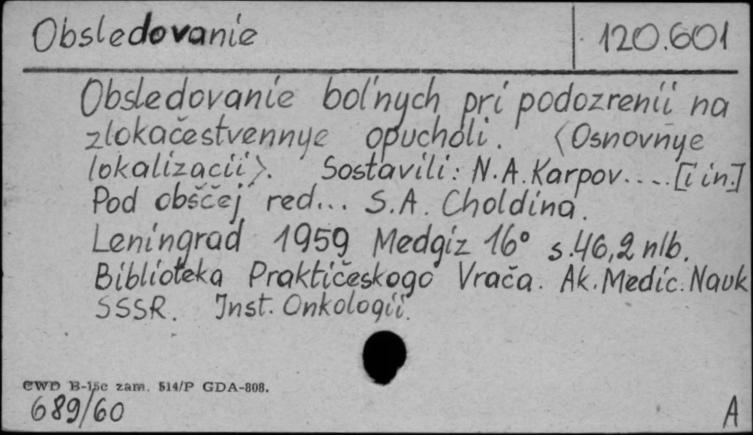 Obsledovanie 120.601
Obsledovanie bol'nych pri podozrenii na
zlokačestvennye opucholi. <Osnovnye
lokalizacii>. Sostavili: N.A.Karpov.... [i in.]
Pod obščej red... S.A. Choldina.
Leningrad 1959 Medgiz 16° s.46,2 nlb.
Biblioteka Praktičeskogo Vrača. Ak.Medic.Nauk
SSSR. Inst. Onkologii.
CWD B-15c zam. 514/P GDA-808.
689/60 A